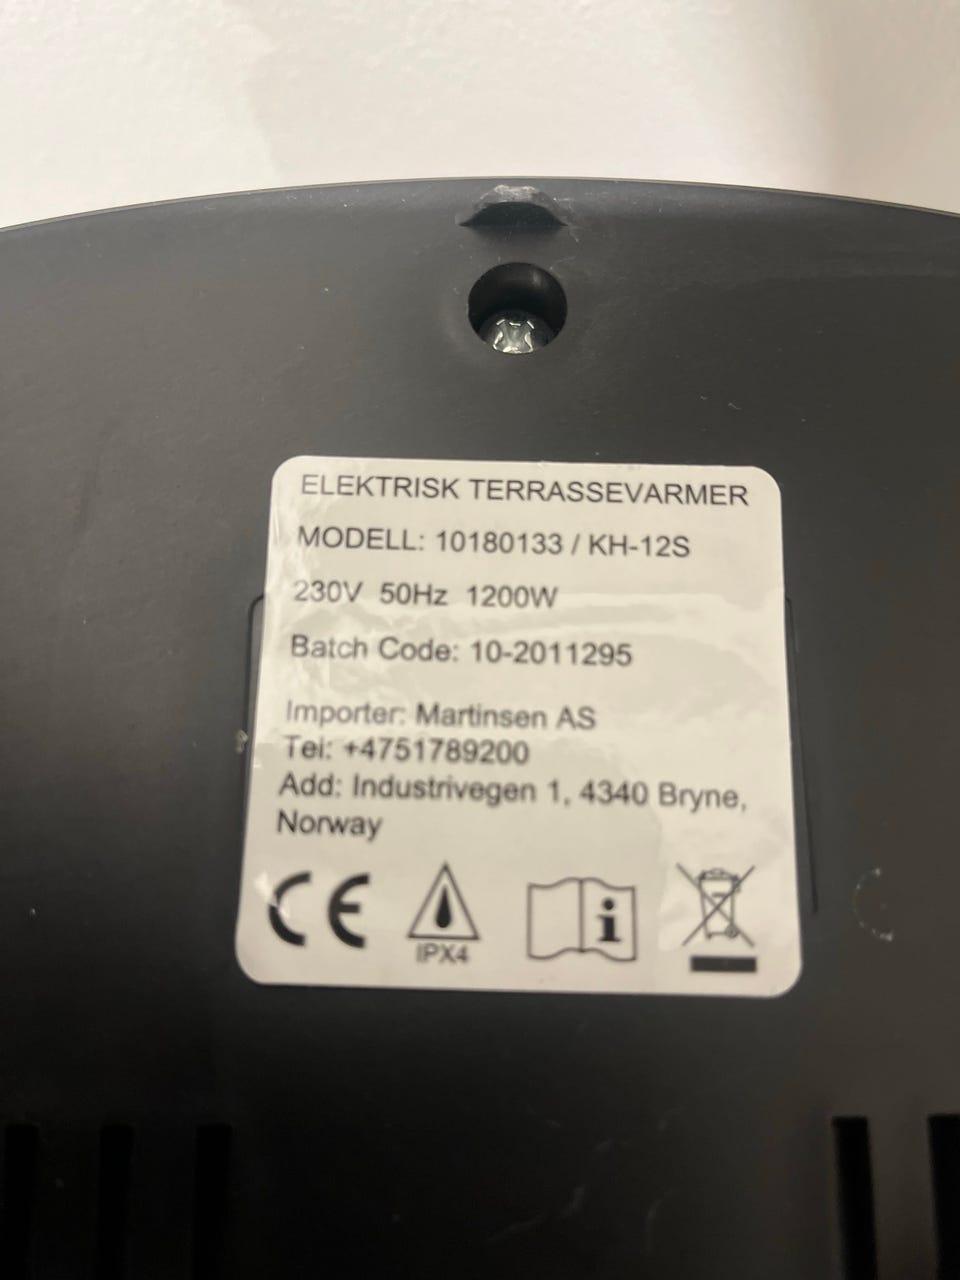 ELEKTRISK TERRASSEVARMER
MODELL: 10180133 / KH-12S
230V 50Hz 1200W
Batch Code: 10-2011295
Importer: Martinsen AS
Tel: +4751789200
Add: Industrivegen 1, 4340 Bryne,
Norway
CE
IPX4
i